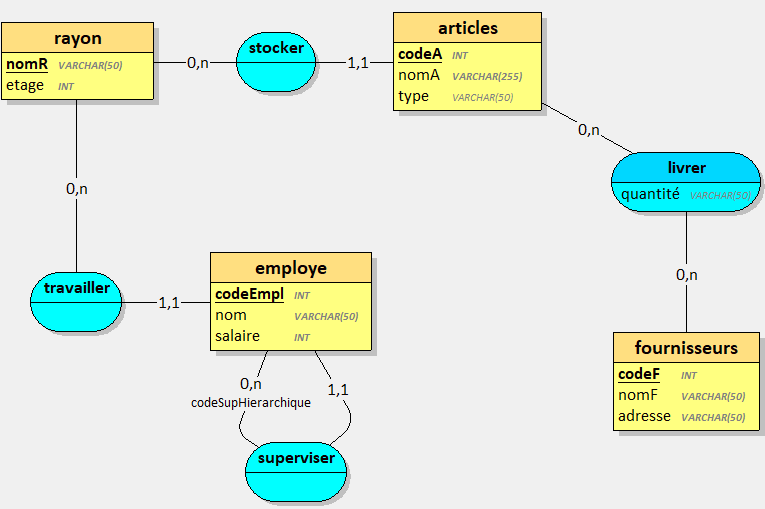 rayon
nomR VARCHAR(50)
etage INT
0,n
stocker
1,1
articles
codeA INT
nomA VARCHAR(255)
type VARCHAR(50)
0,n
livrer
quantité VARCHAR(50)
0,n
0,n
travailler
1,1
employe
codeEmpl INT
nom VARCHAR(50)
salaire INT
0,n
codeSupHierarchique
1,1
superviser
fournisseurs
codeF INT
nomF VARCHAR(50)
adresse VARCHAR(50)